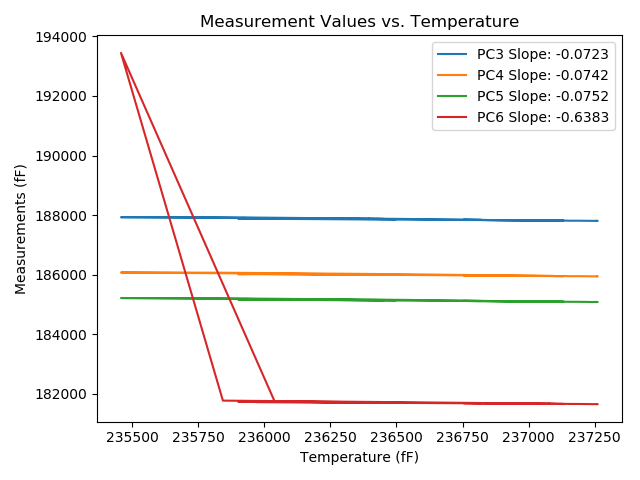 Measurement Values vs. Temperature
PC3 Slope: -0.0723
PC4 Slope: -0.0742
PC5 Slope: -0.0752
PC6 Slope: -0.6383
Measurements (fF)
194000
192000
190000
188000
186000
184000
182000
235500 235750 236000 236250 236500 236750 237000 237250
Temperature (fF)